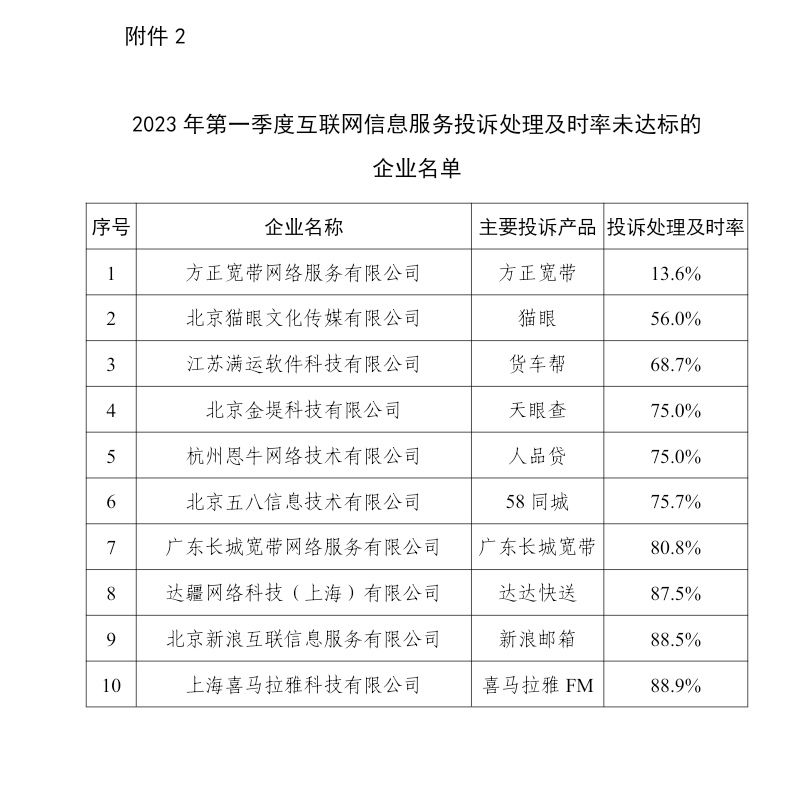 附件 2
2023 年第一季度互联网信息服务投诉处理及时率未达标的
企业名单
序号 企业名称 主要投诉产品 投诉处理及时率
1 方正宽带网络服务有限公司 方正宽带 13.6%
2 北京猫眼文化传媒有限公司 猫眼 56.0%
3 江苏满运软件科技有限公司 货车帮 68.7%
4 北京金堤科技有限公司 天眼查 75.0%
5 杭州恩牛网络技术有限公司 人品贷 75.0%
6 北京五八信息技术有限公司 58 同城 75.7%
7 广东长城宽带网络服务有限公司 广东长城宽带 80.8%
8 达疆网络科技（上海）有限公司 达达快送 87.5%
9 北京新浪互联信息服务有限公司 新浪邮箱 88.5%
10 上海喜马拉雅科技有限公司 喜马拉雅 FM 88.9%